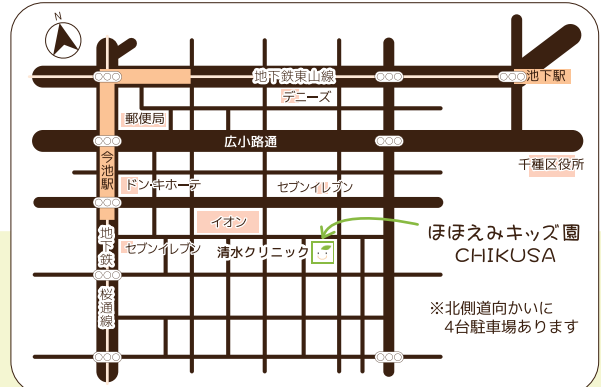 N
地下鉄東山線
池下駅
デニーズ
郵便局
広小路通
今池駅
千種区役所
ドン・キホーテ
セブンイレブン
イオン
地下鉄
桜通線
セブンイレブン
清水クリニック
ほほえみキッズ園
CHIKUSA
※北側道向かいに
4台駐車場あります